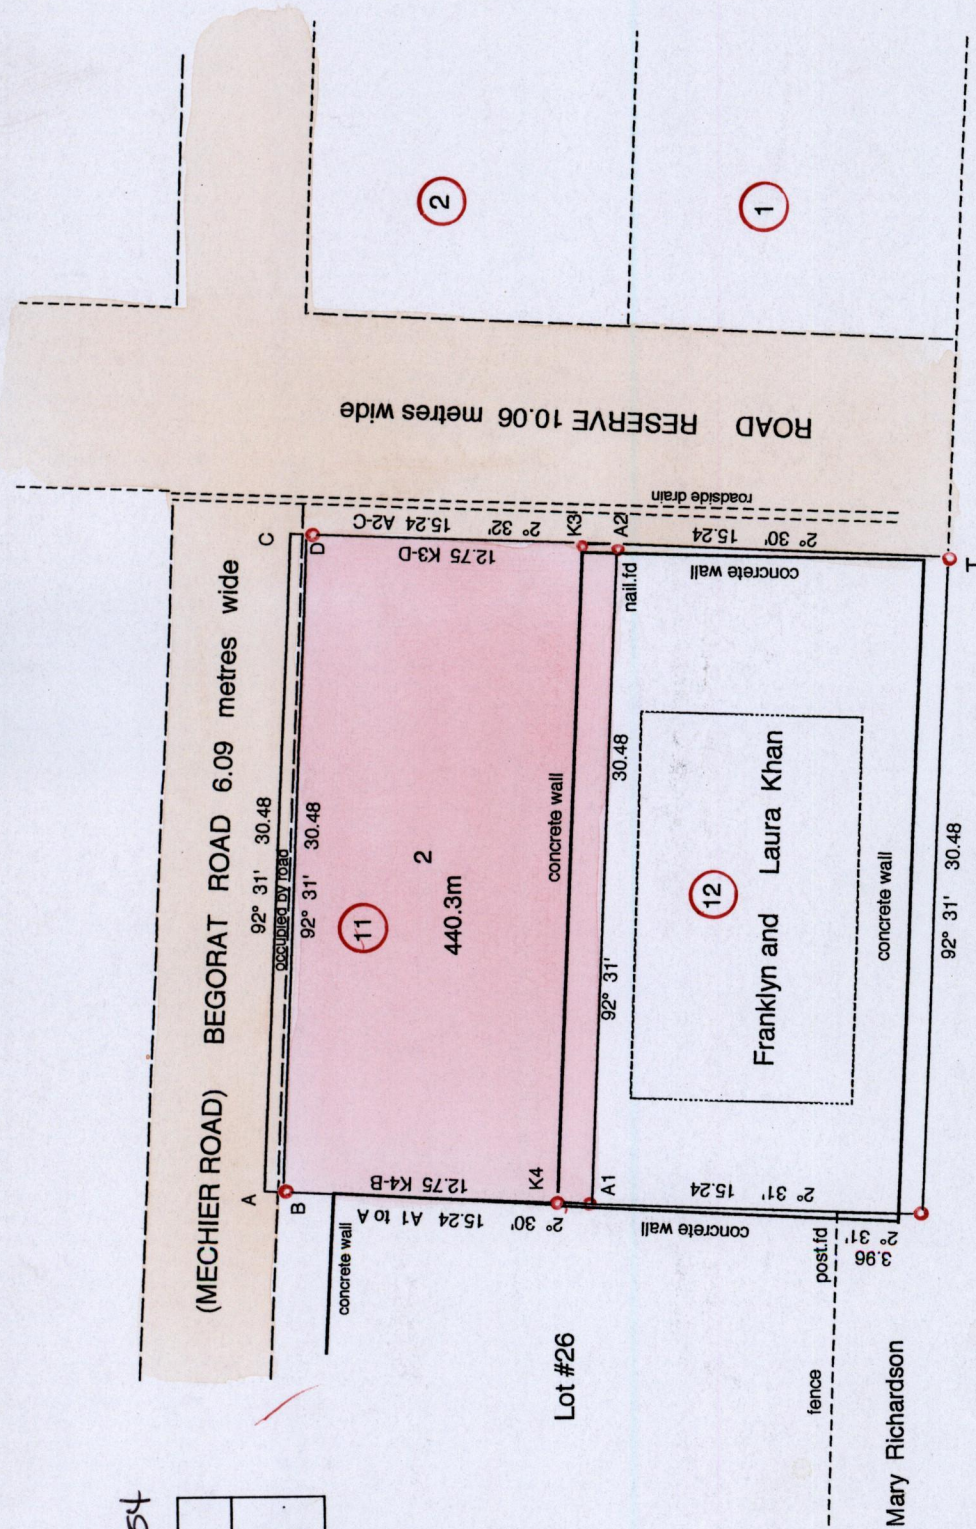 (MECHIER ROAD) BEGORAT ROAD 6.09 metres wide
A
92° 31' 30.48
C
occupied by road
B
92° 31' 30.48
D
concrete wall
11
2
440.3m
12.75 K4-B
15.24 A1 to A
2° 30'
12.75 K3-D
15.24 A2-C
2° 32'
K4
concrete wall
K3
A1
92° 31' 30.48
nail.fd
A2
Lot #26
12
Franklyn and Laura Khan
2° 31' 15.24
concrete wall
concrete wall
2° 30' 15.24
roadside drain
concrete wall
fence
post.fd
3.96
2° 31'
92° 31' 30.48
T
Mary Richardson
ROAD RESERVE 10.06 metres wide
2
1
54